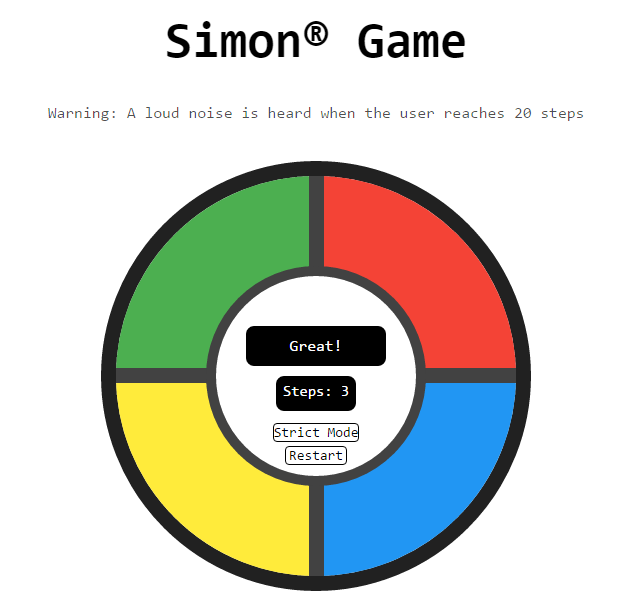 Simon® Game
Warning: A loud noise is heard when the user reaches 20 steps
Great!
Steps: 3
Strict Mode
Restart